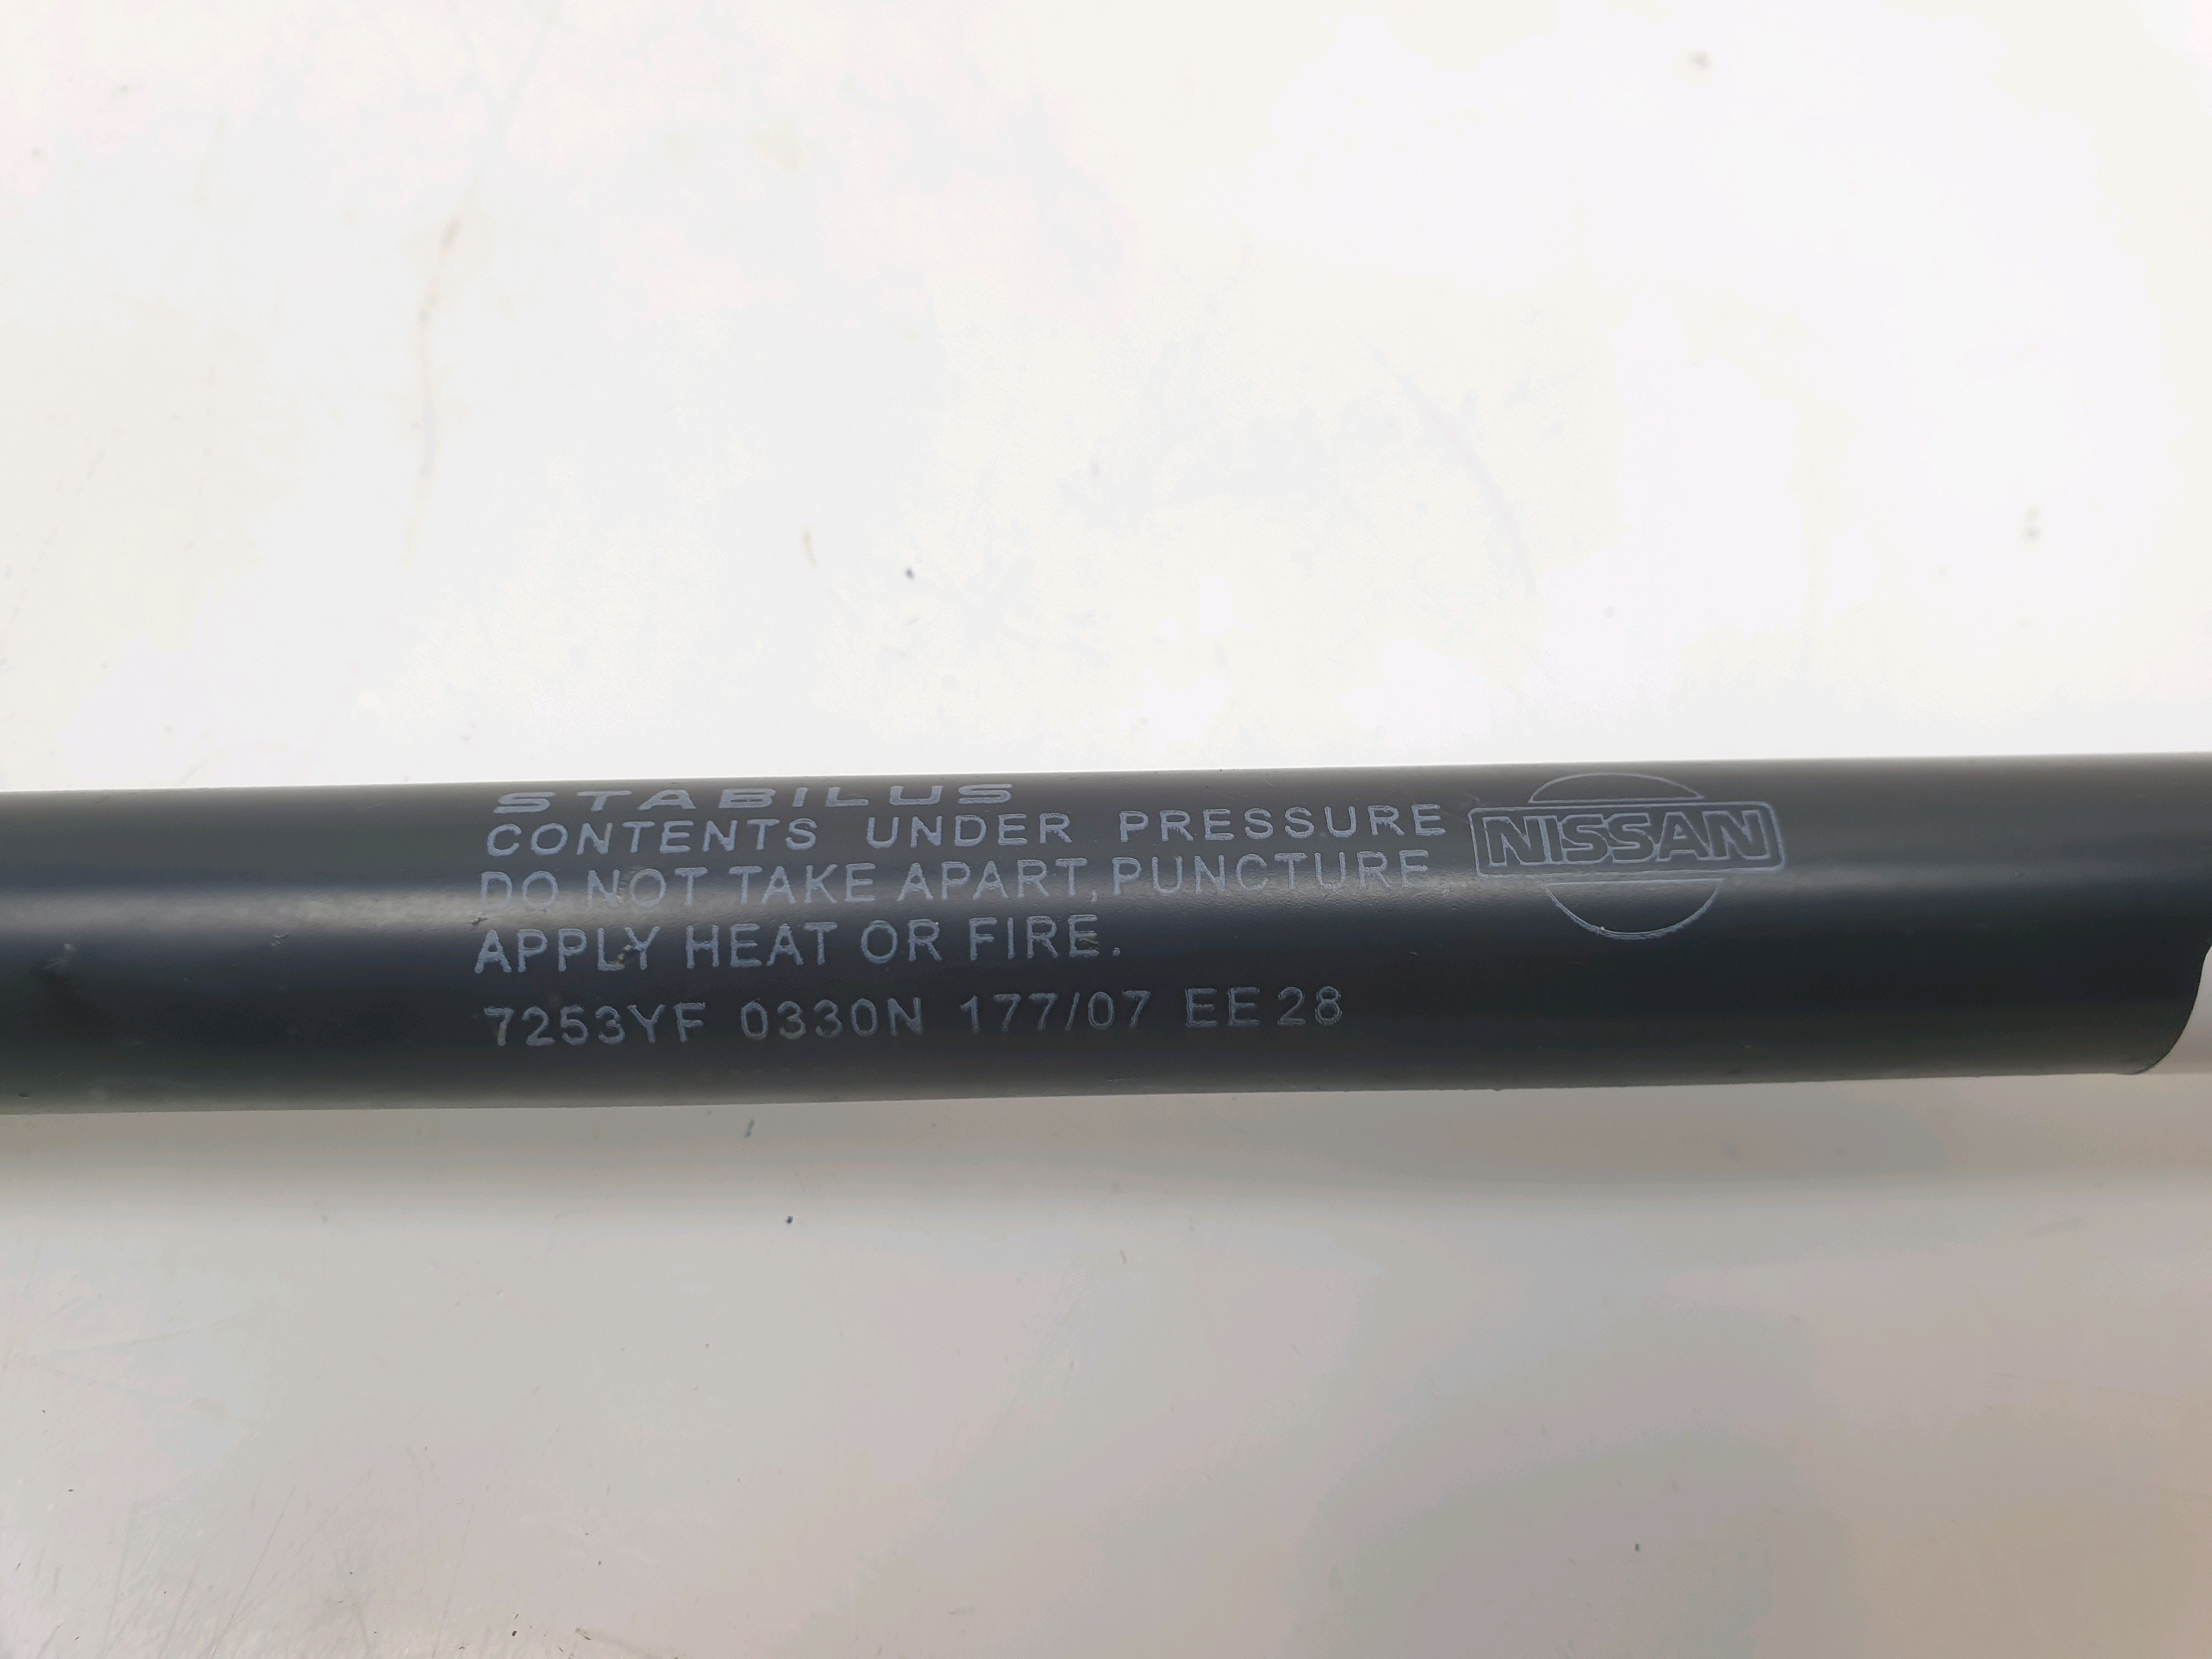 STABILUS
CONTENTS UNDER PRESSURE
DO NOT TAKE APART, PUNCTURE
APPLY HEAT OR FIRE.
7253YF 0330N 177/07 EE28
NISSAN